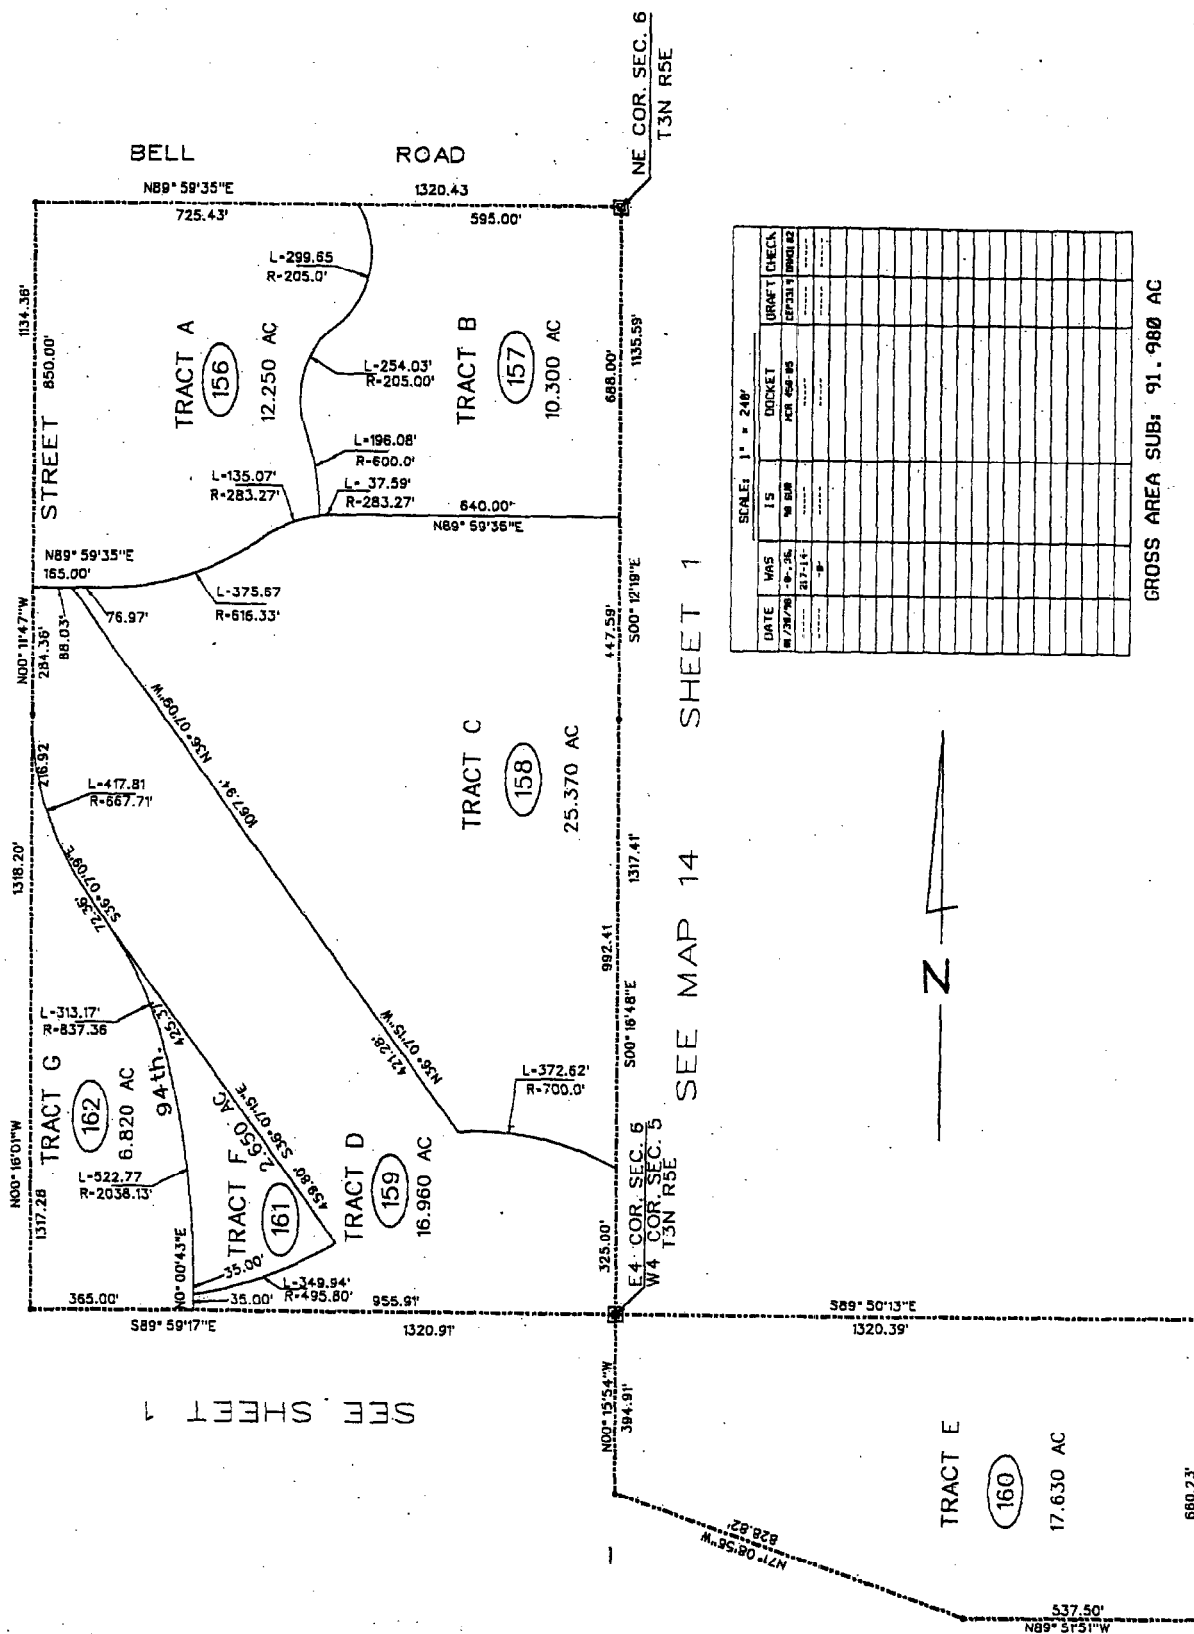 BELL ROAD
N89° 59'35"E
1320.43
725.43'
595.00'
NE COR. SEC. 6
T3N R5E
1134.36'
STREET 850.00'
L=299.65
R=205.0'
TRACT A
156
12.250 AC
TRACT B
157
10.300 AC
L=254.03'
R=205.00'
L=196.08'
R=600.0'
L=135.07'
R=283.27'
L= 37.59'
R=283.27'
640.00'
N89° 59'35"E
688.00'
1135.59'
N89° 59'35"E
165.00'
88.03'
76.97'
L=375.67
R=616.33'
N00° 11'47"W
284.36'
447.59'
S00° 12'19"E
216.92
L=417.81
R=667.71'
1067.94' N36° 07'09"W
TRACT C
158
25.370 AC
1318.20'
72.36'
S36° 07'09"E
992.41
1317.41'
S00° 16'48"E
L=313.17'
R=837.36
425.37'
94th.
TRACT G
162
6.820 AC
421.28'
N36° 07'15"W
L=372.62'
R=700.0'
N00° 16'01"W
1317.28
L=522.77
R=2038.13'
TRACT F
161
2.650 AC
459.80' S36° 07'15"E
TRACT D
159
16.960 AC
N0° 00'43"E
35.00'
35.00'
L=349.94'
R=495.80'
325.00'
E4 COR. SEC. 6
W4 COR. SEC. 5
T3N R5E
365.00'
955.91'
S89° 59'17"E
1320.91'
S89° 50'13"E
1320.39'
SEE SHEET 1
SEE MAP 14 SHEET 1
N00° 15'54"W
394.91'
828.82'
N71° 08'58"W
TRACT E
160
17.630 AC
660.23'
537.50'
N89° 51'51"W
N
SCALE: 1" = 240'
DATE WAS IS DOCKET DRAFT CHECK
GROSS AREA SUB: 91.980 AC